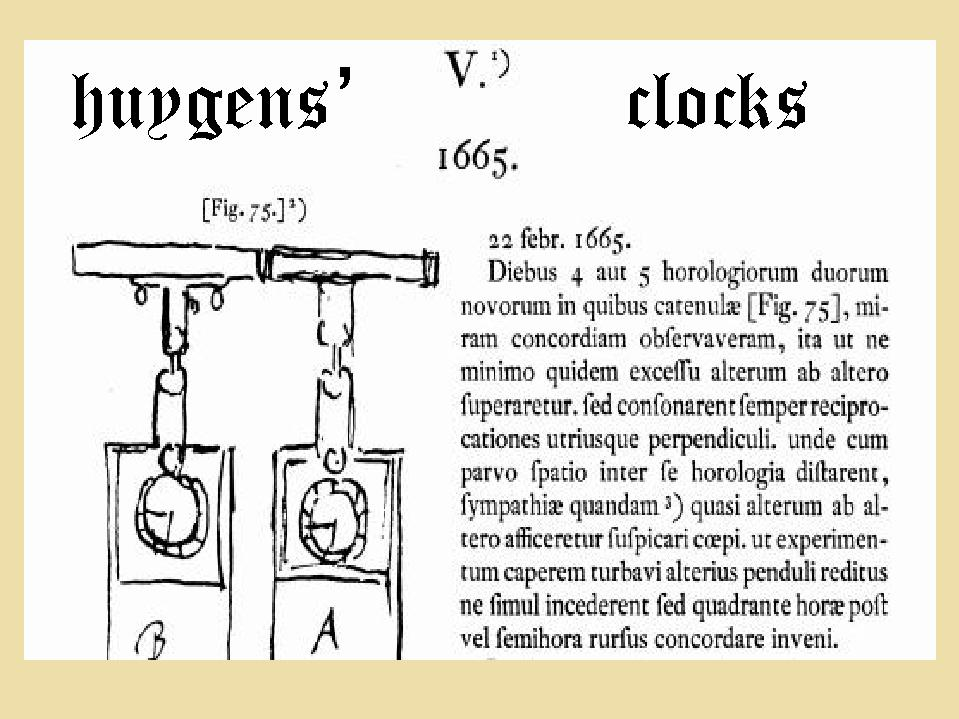 huygens’ clocks
V.¹)
1665.
[Fig. 75.]²)
22 febr. 1665.
Diebus 4 aut 5 horologiorum duorum
novorum in quibus catenulæ [Fig. 75], mi-
ram concordiam obſervaveram, ita ut ne
minimo quidem exceſſu alterum ab altero
ſuperaretur. ſed conſonarent ſemper recipro-
cationes utriusque perpendiculi. unde cum
parvo ſpatio inter ſe horologia diſtarent,
ſympathiæ quandam ³) quasi alterum ab al-
tero afficeretur ſuſpicari cœpi. ut experimen-
tum caperem turbavi alterius penduli reditus
ne ſimul incederent ſed quadrante horæ poſt
vel ſemihora rurſus concordare inveni.
B A